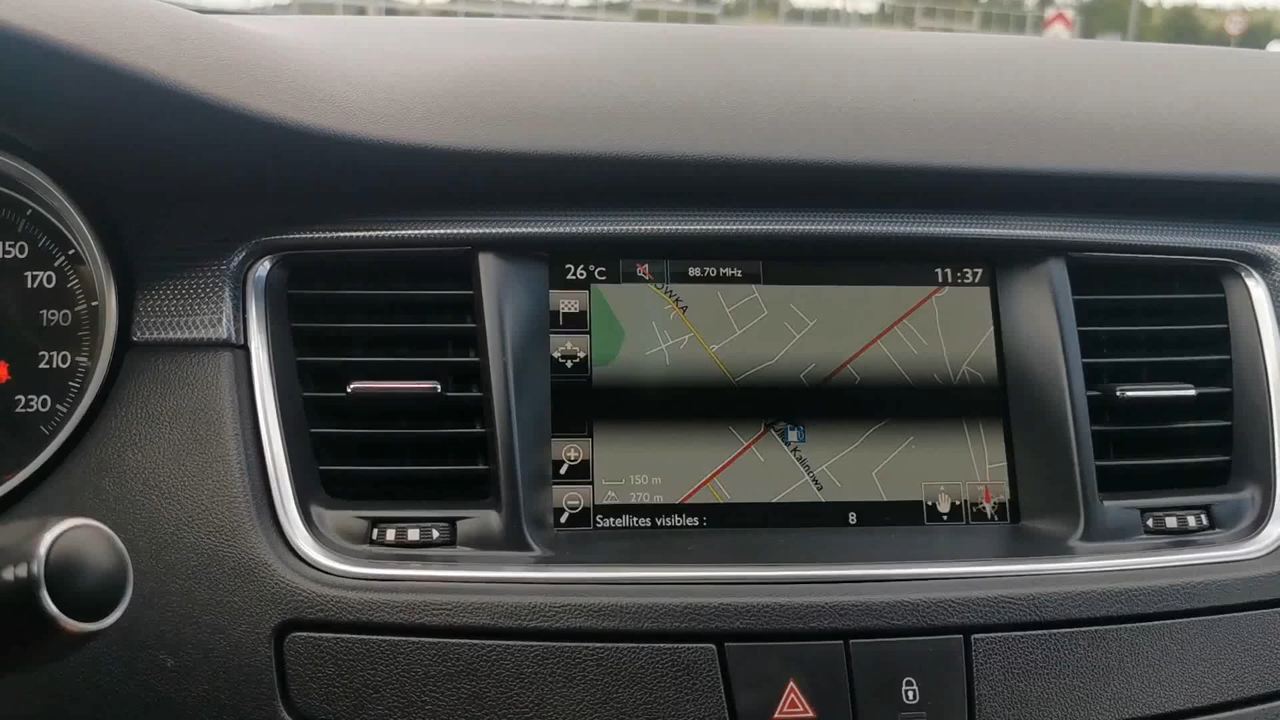 150
170
190
210
230
26°C
88.70 MHz
11:37
150 m
270 m
Kalinowa
Satellites visibles :
8